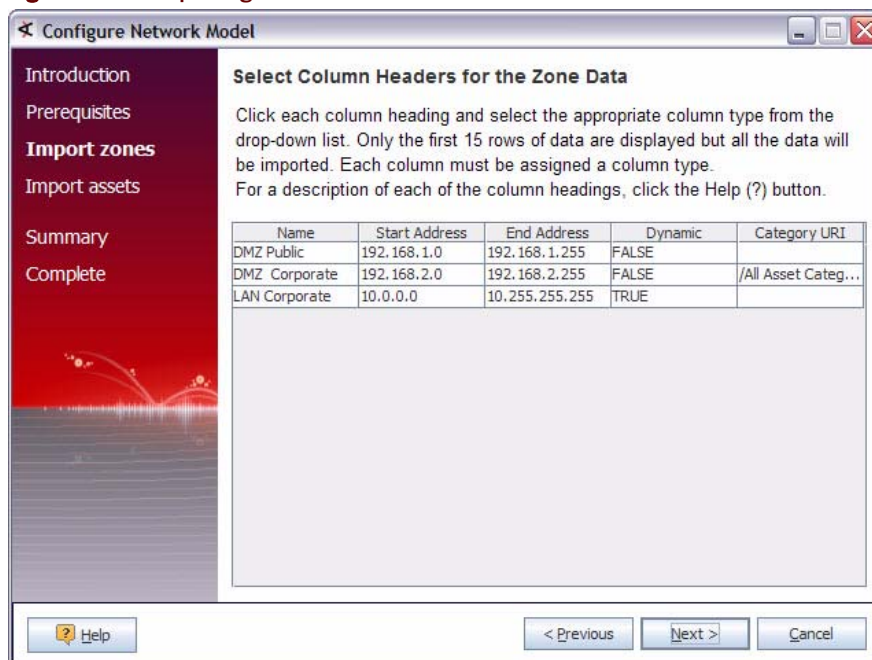 Configure Network Model
Introduction
Prerequisites
Import zones
Import assets
Summary
Complete
Select Column Headers for the Zone Data
Click each column heading and select the appropriate column type from the
drop-down list. Only the first 15 rows of data are displayed but all the data will
be imported. Each column must be assigned a column type.
For a description of each of the column headings, click the Help (?) button.
Name Start Address End Address Dynamic Category URI
DMZ Public 192.168.1.0 192.168.1.255 FALSE
DMZ Corporate 192.168.2.0 192.168.2.255 FALSE /All Asset Categ...
LAN Corporate 10.0.0.0 10.255.255.255 TRUE
Help < Previous Next > Cancel